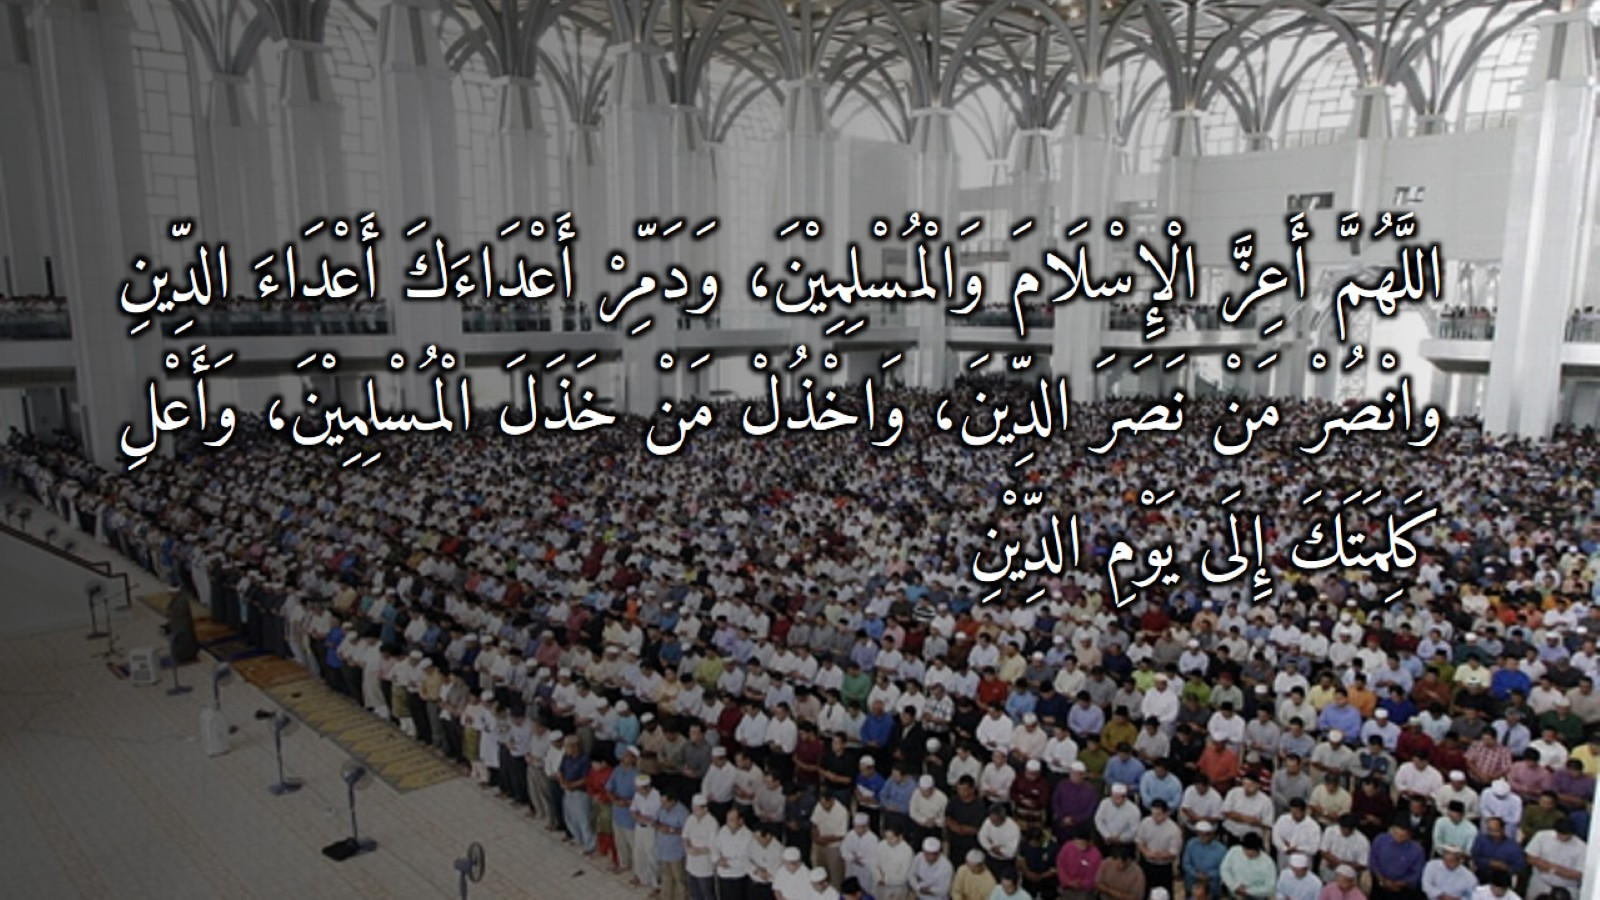 اللَّهُمَّ أَعِزَّ الْإِسْلَامَ وَالْمُسْلِمِيْنَ، وَدَمِّرْ أَعْدَاءَكَ أَعْدَاءَ الدِّينِ
وانْصُرْ مَنْ نَصَرَ الدِّينَ، وَاخْذُلْ مَنْ خَذَلَ الْمُسْلِمِيْنَ، وَأَعْلِ
كَلِمَتَكَ إِلَى يَوْمِ الدِّيْنِ